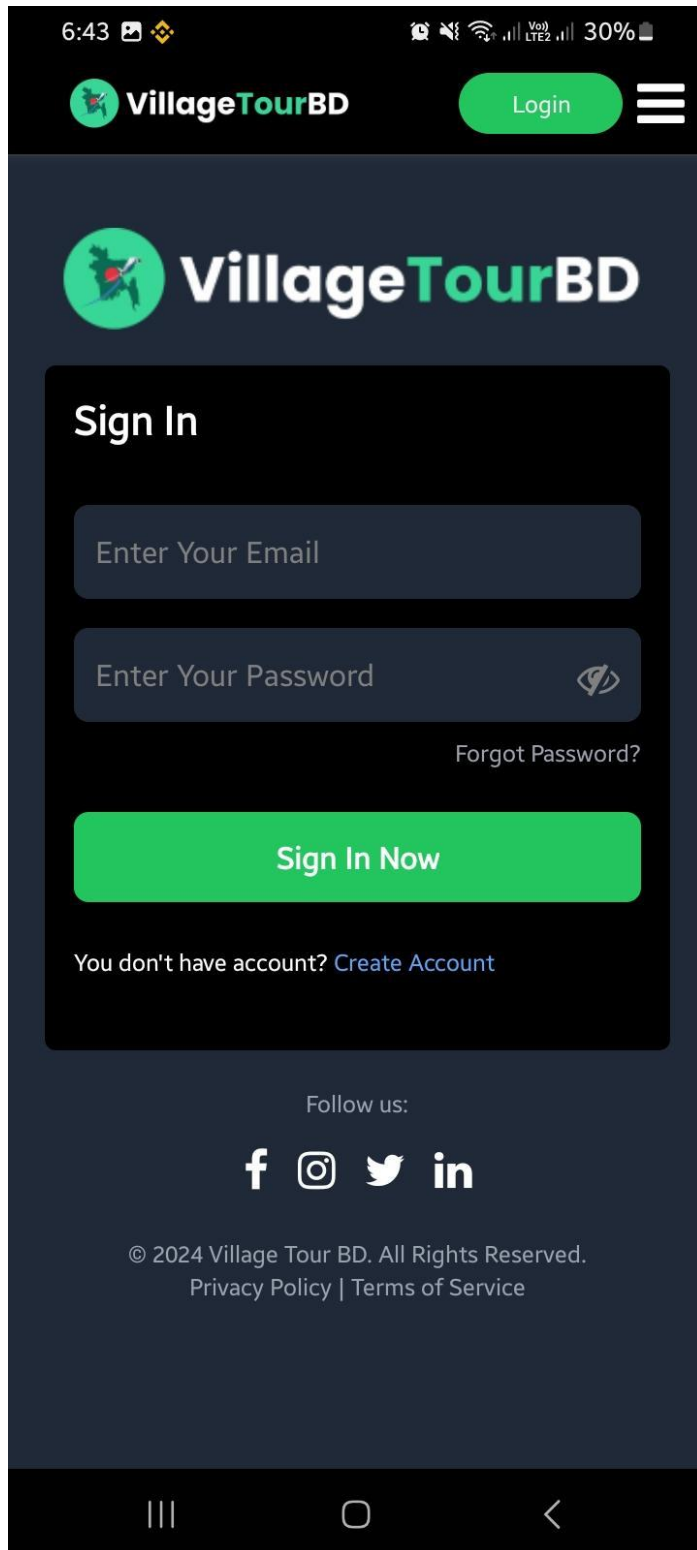 6:43 Vo)) LTE2 30%
VillageTourBD Login
VillageTourBD
Sign In
Enter Your Email
Enter Your Password
Forgot Password?
Sign In Now
You don't have account? Create Account
Follow us:
f in
© 2024 Village Tour BD. All Rights Reserved.
Privacy Policy | Terms of Service